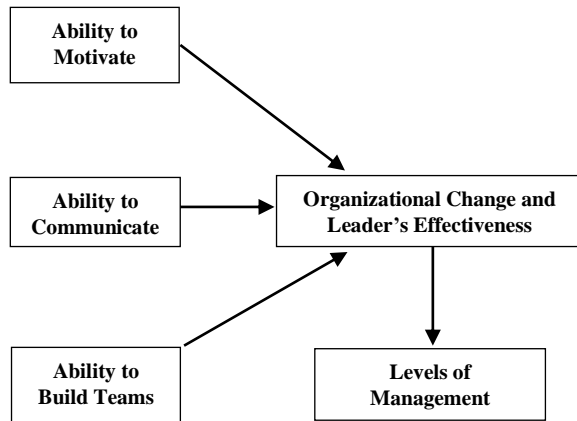 Ability to
Motivate
Ability to
Communicate
Organizational Change and
Leader's Effectiveness
Ability to
Build Teams
Levels of
Management